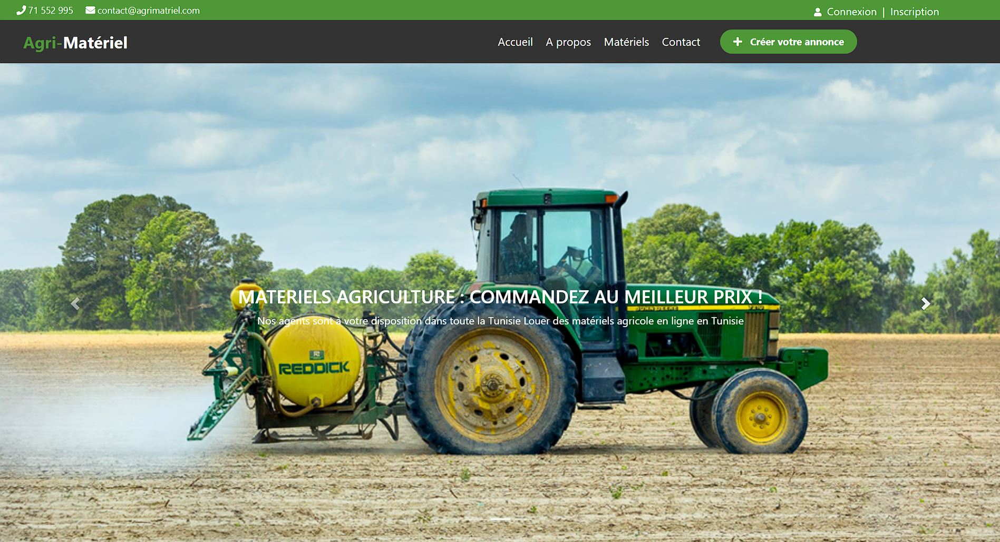 71 552 995 contact@agrimatriel.com
Connexion | Inscription
Agri-Matériel
Accueil A propos Matériels Contact
Créer votre annonce
MATERIELS AGRICULTURE : COMMANDEZ AU MEILLEUR PRIX !
Nos agents sont à votre disposition dans toute la Tunisie Louer des matériels agricole en ligne en Tunisie
REDDICK